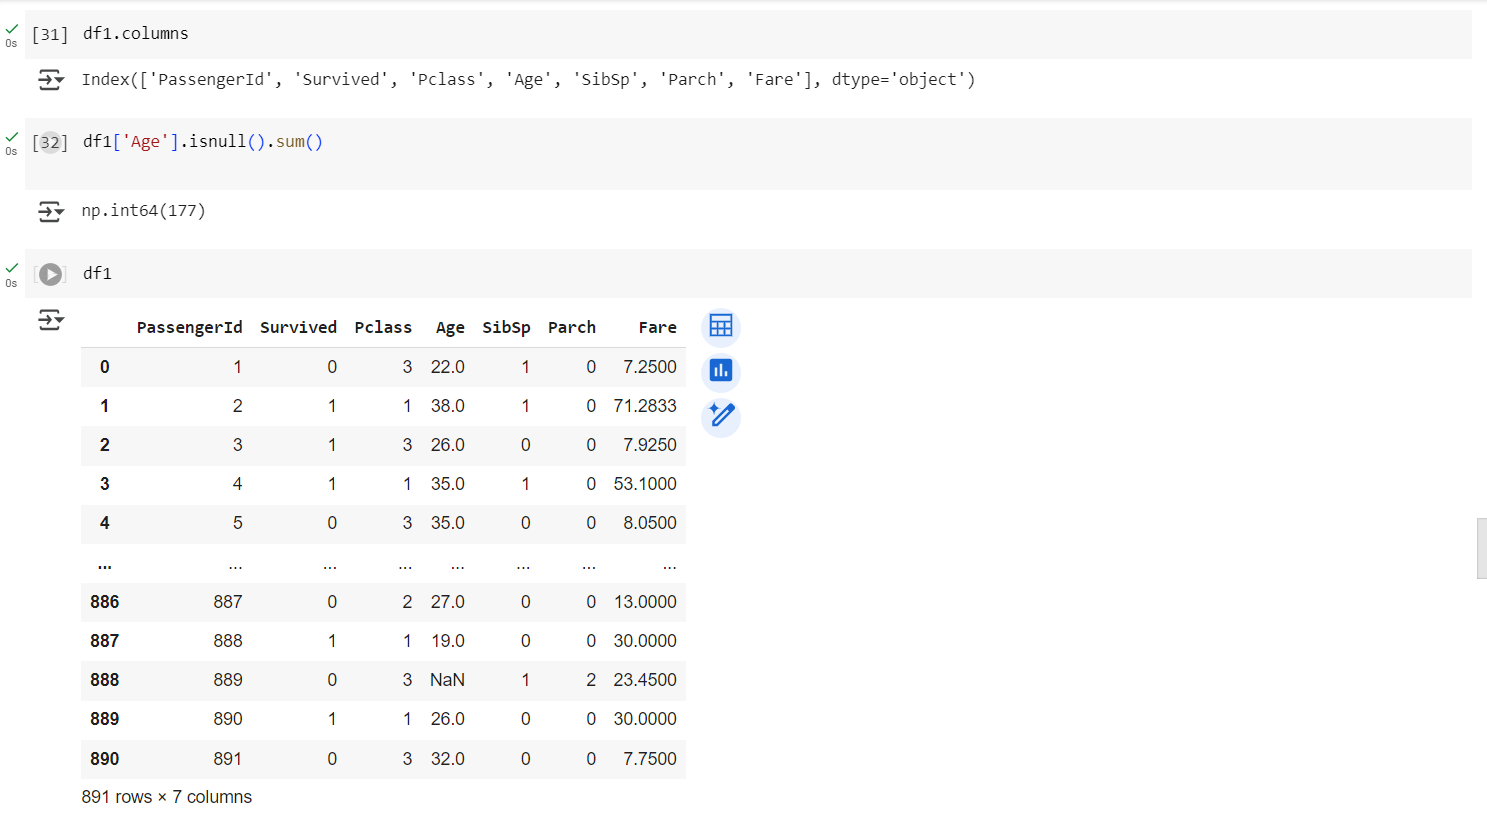 [31] df1.columns
0s
Index(['PassengerId', 'Survived', 'Pclass', 'Age', 'SibSp', 'Parch', 'Fare'], dtype='object')
[32] df1['Age'].isnull().sum()
0s
np.int64(177)
[ ] df1
0s
PassengerId Survived Pclass Age SibSp Parch Fare
0 1 0 3 22.0 1 0 7.2500
1 2 1 1 38.0 1 0 71.2833
2 3 1 3 26.0 0 0 7.9250
3 4 1 1 35.0 1 0 53.1000
4 5 0 3 35.0 0 0 8.0500
... ... ... ... ... ... ... ...
886 887 0 2 27.0 0 0 13.0000
887 888 1 1 19.0 0 0 30.0000
888 889 0 3 NaN 1 2 23.4500
889 890 1 1 26.0 0 0 30.0000
890 891 0 3 32.0 0 0 7.7500
891 rows × 7 columns